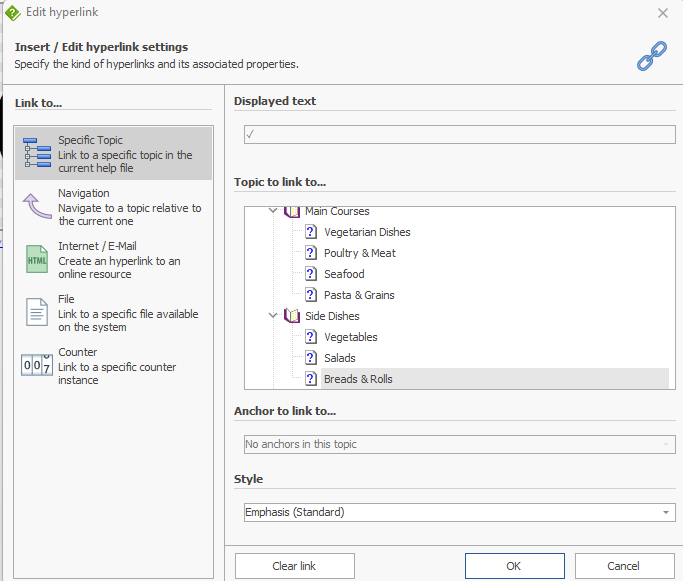 Edit hyperlink
Insert / Edit hyperlink settings
Specify the kind of hyperlinks and its associated properties.
Link to...
Specific Topic
Link to a specific topic in the
current help file
Navigation
Navigate to a topic relative to
the current one
Internet / E-Mail
HTML
Create an hyperlink to an
online resource
File
Link to a specific file available
on the system
Counter
007
Link to a specific counter
instance
Displayed text
✓
Topic to link to...
Main Courses
Vegetarian Dishes
Poultry & Meat
Seafood
Pasta & Grains
Side Dishes
Vegetables
Salads
Breads & Rolls
Anchor to link to...
No anchors in this topic
Style
Emphasis (Standard)
Clear link
OK
Cancel